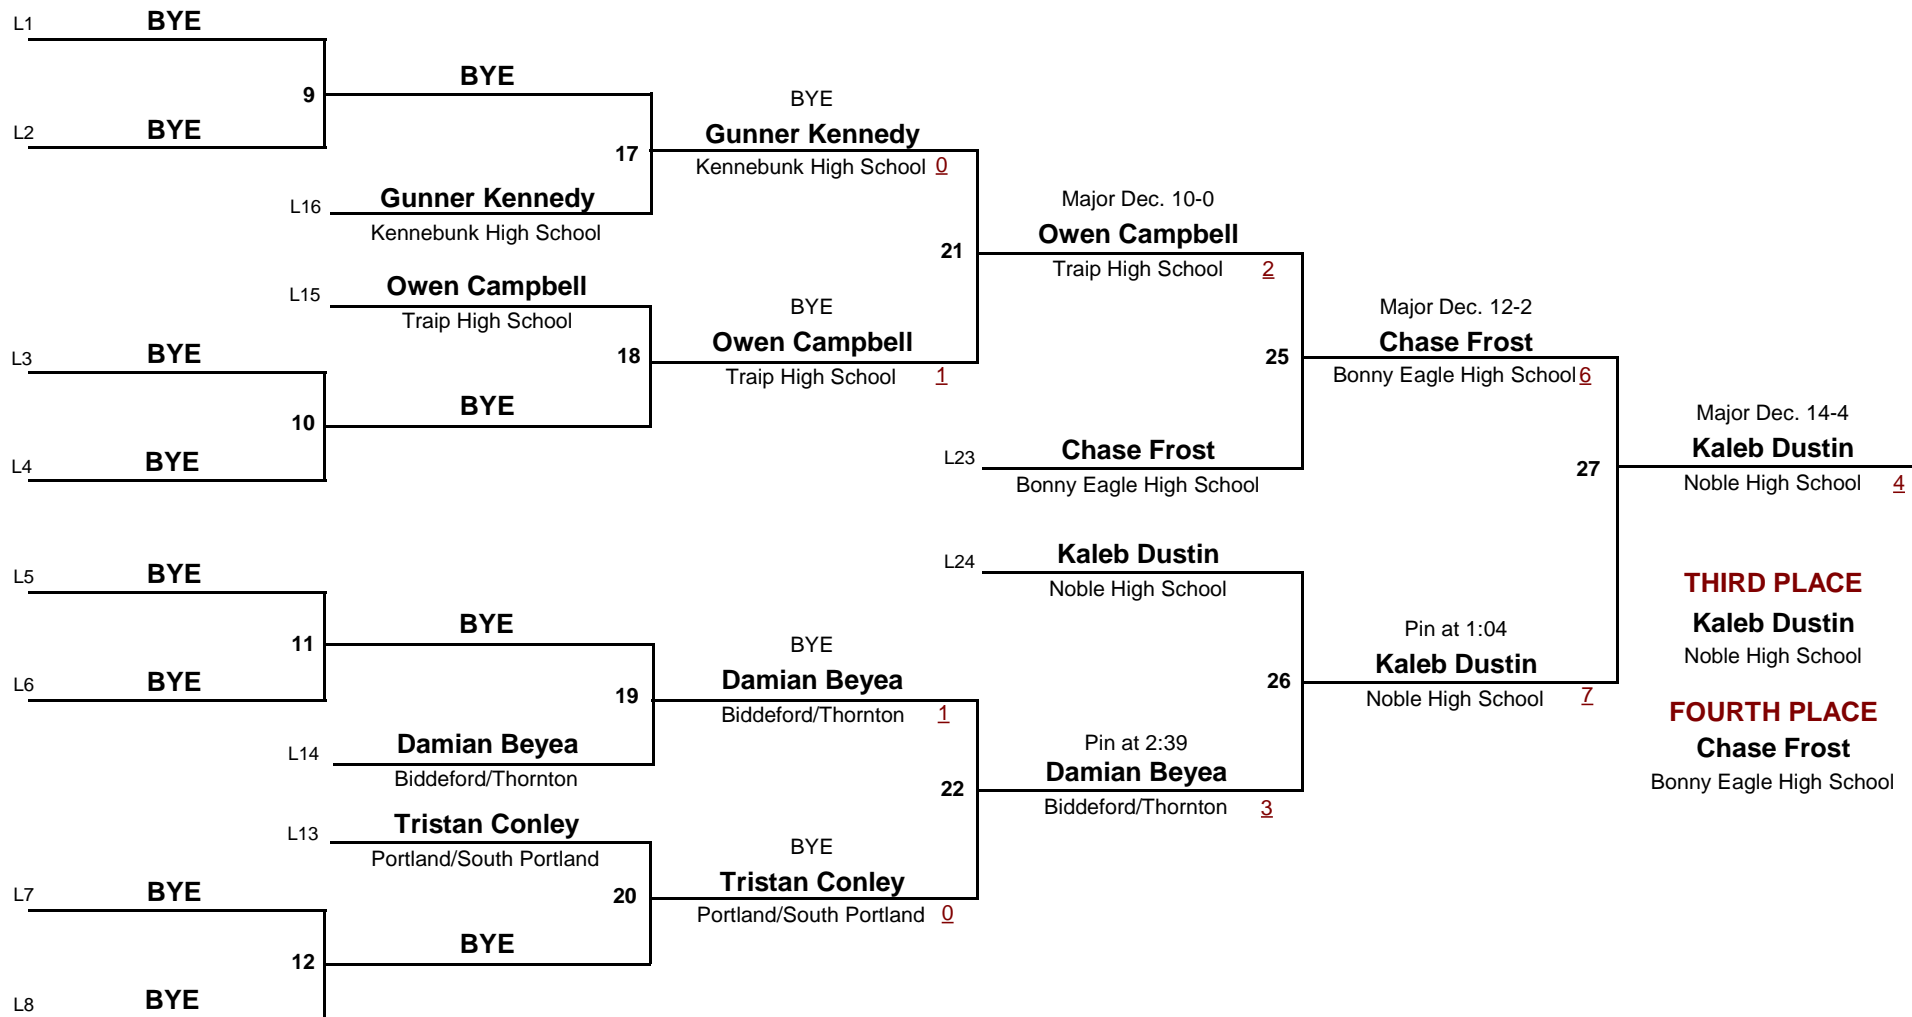 L1 BYE
9
BYE
L2 BYE
17
BYE
Gunner Kennedy
Kennebunk High School 0
L16 Gunner Kennedy
Kennebunk High School
21
Major Dec. 10-0
Owen Campbell
Traip High School 2
L15 Owen Campbell
Traip High School
18
BYE
Owen Campbell
Traip High School 1
L3 BYE
10
BYE
L4 BYE
25
Major Dec. 12-2
Chase Frost
Bonny Eagle High School 6
L23 Chase Frost
Bonny Eagle High School
27
Major Dec. 14-4
Kaleb Dustin
Noble High School 4
L24 Kaleb Dustin
Noble High School
L5 BYE
11
BYE
L6 BYE
19
BYE
Damian Beyea
Biddeford/Thornton 1
L14 Damian Beyea
Biddeford/Thornton
26
Pin at 1:04
Kaleb Dustin
Noble High School 7
22
Pin at 2:39
Damian Beyea
Biddeford/Thornton 3
L13 Tristan Conley
Portland/South Portland
20
BYE
Tristan Conley
Portland/South Portland 0
L7 BYE
12
BYE
L8 BYE
THIRD PLACE
Kaleb Dustin
Noble High School
FOURTH PLACE
Chase Frost
Bonny Eagle High School